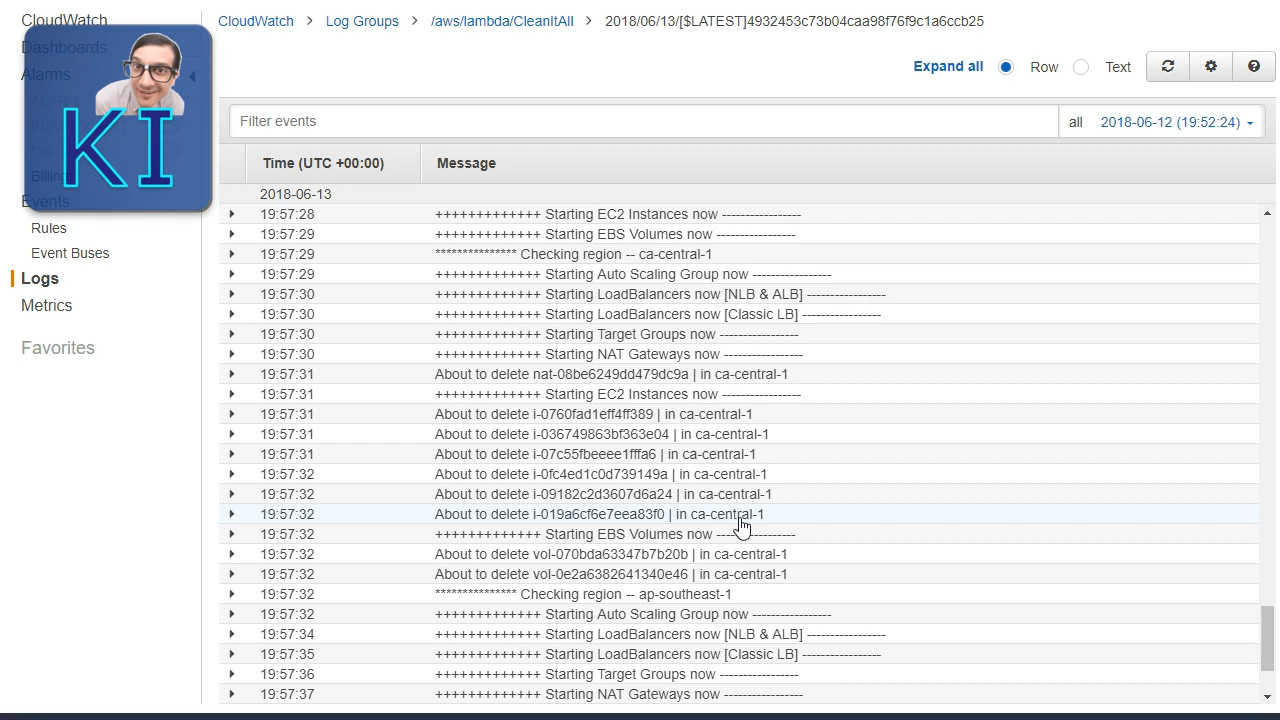 CloudWatch
Dashboards
Alarms
ALARM
INSUFFICIENT
OK
Billing
Events
Rules
Event Buses
Logs
Metrics
Favorites
KI
CloudWatch Log Groups /aws/lambda/CleanItAll 2018/06/13/[$LATEST]4932453c73b04caa98f76f9c1a6ccb25
Expand all Row Text
Filter events all 2018-06-12 (19:52:24)
Time (UTC +00:00) Message
2018-06-13
19:57:28 +++++++++++++ Starting EC2 Instances now -----------------
19:57:29 +++++++++++++ Starting EBS Volumes now -----------------
19:57:29 *************** Checking region -- ca-central-1
19:57:29 +++++++++++++ Starting Auto Scaling Group now -----------------
19:57:30 +++++++++++++ Starting LoadBalancers now [NLB & ALB] -----------------
19:57:30 +++++++++++++ Starting LoadBalancers now [Classic LB] -----------------
19:57:30 +++++++++++++ Starting Target Groups now -----------------
19:57:30 +++++++++++++ Starting NAT Gateways now -----------------
19:57:31 About to delete nat-08be6249dd479dc9a | in ca-central-1
19:57:31 +++++++++++++ Starting EC2 Instances now -----------------
19:57:31 About to delete i-0760fad1eff4ff389 | in ca-central-1
19:57:31 About to delete i-036749863bf363e04 | in ca-central-1
19:57:31 About to delete i-07c55fbeeee1fffa6 | in ca-central-1
19:57:32 About to delete i-0fc4ed1c0d739149a | in ca-central-1
19:57:32 About to delete i-09182c2d3607d6a24 | in ca-central-1
19:57:32 About to delete i-019a6cf6e7eea83f0 | in ca-central-1
19:57:32 +++++++++++++ Starting EBS Volumes now -----------------
19:57:32 About to delete vol-070bda63347b7b20b | in ca-central-1
19:57:32 About to delete vol-0e2a6382641340e46 | in ca-central-1
19:57:32 *************** Checking region -- ap-southeast-1
19:57:32 +++++++++++++ Starting Auto Scaling Group now -----------------
19:57:34 +++++++++++++ Starting LoadBalancers now [NLB & ALB] -----------------
19:57:35 +++++++++++++ Starting LoadBalancers now [Classic LB] -----------------
19:57:36 +++++++++++++ Starting Target Groups now -----------------
19:57:37 +++++++++++++ Starting NAT Gateways now -----------------